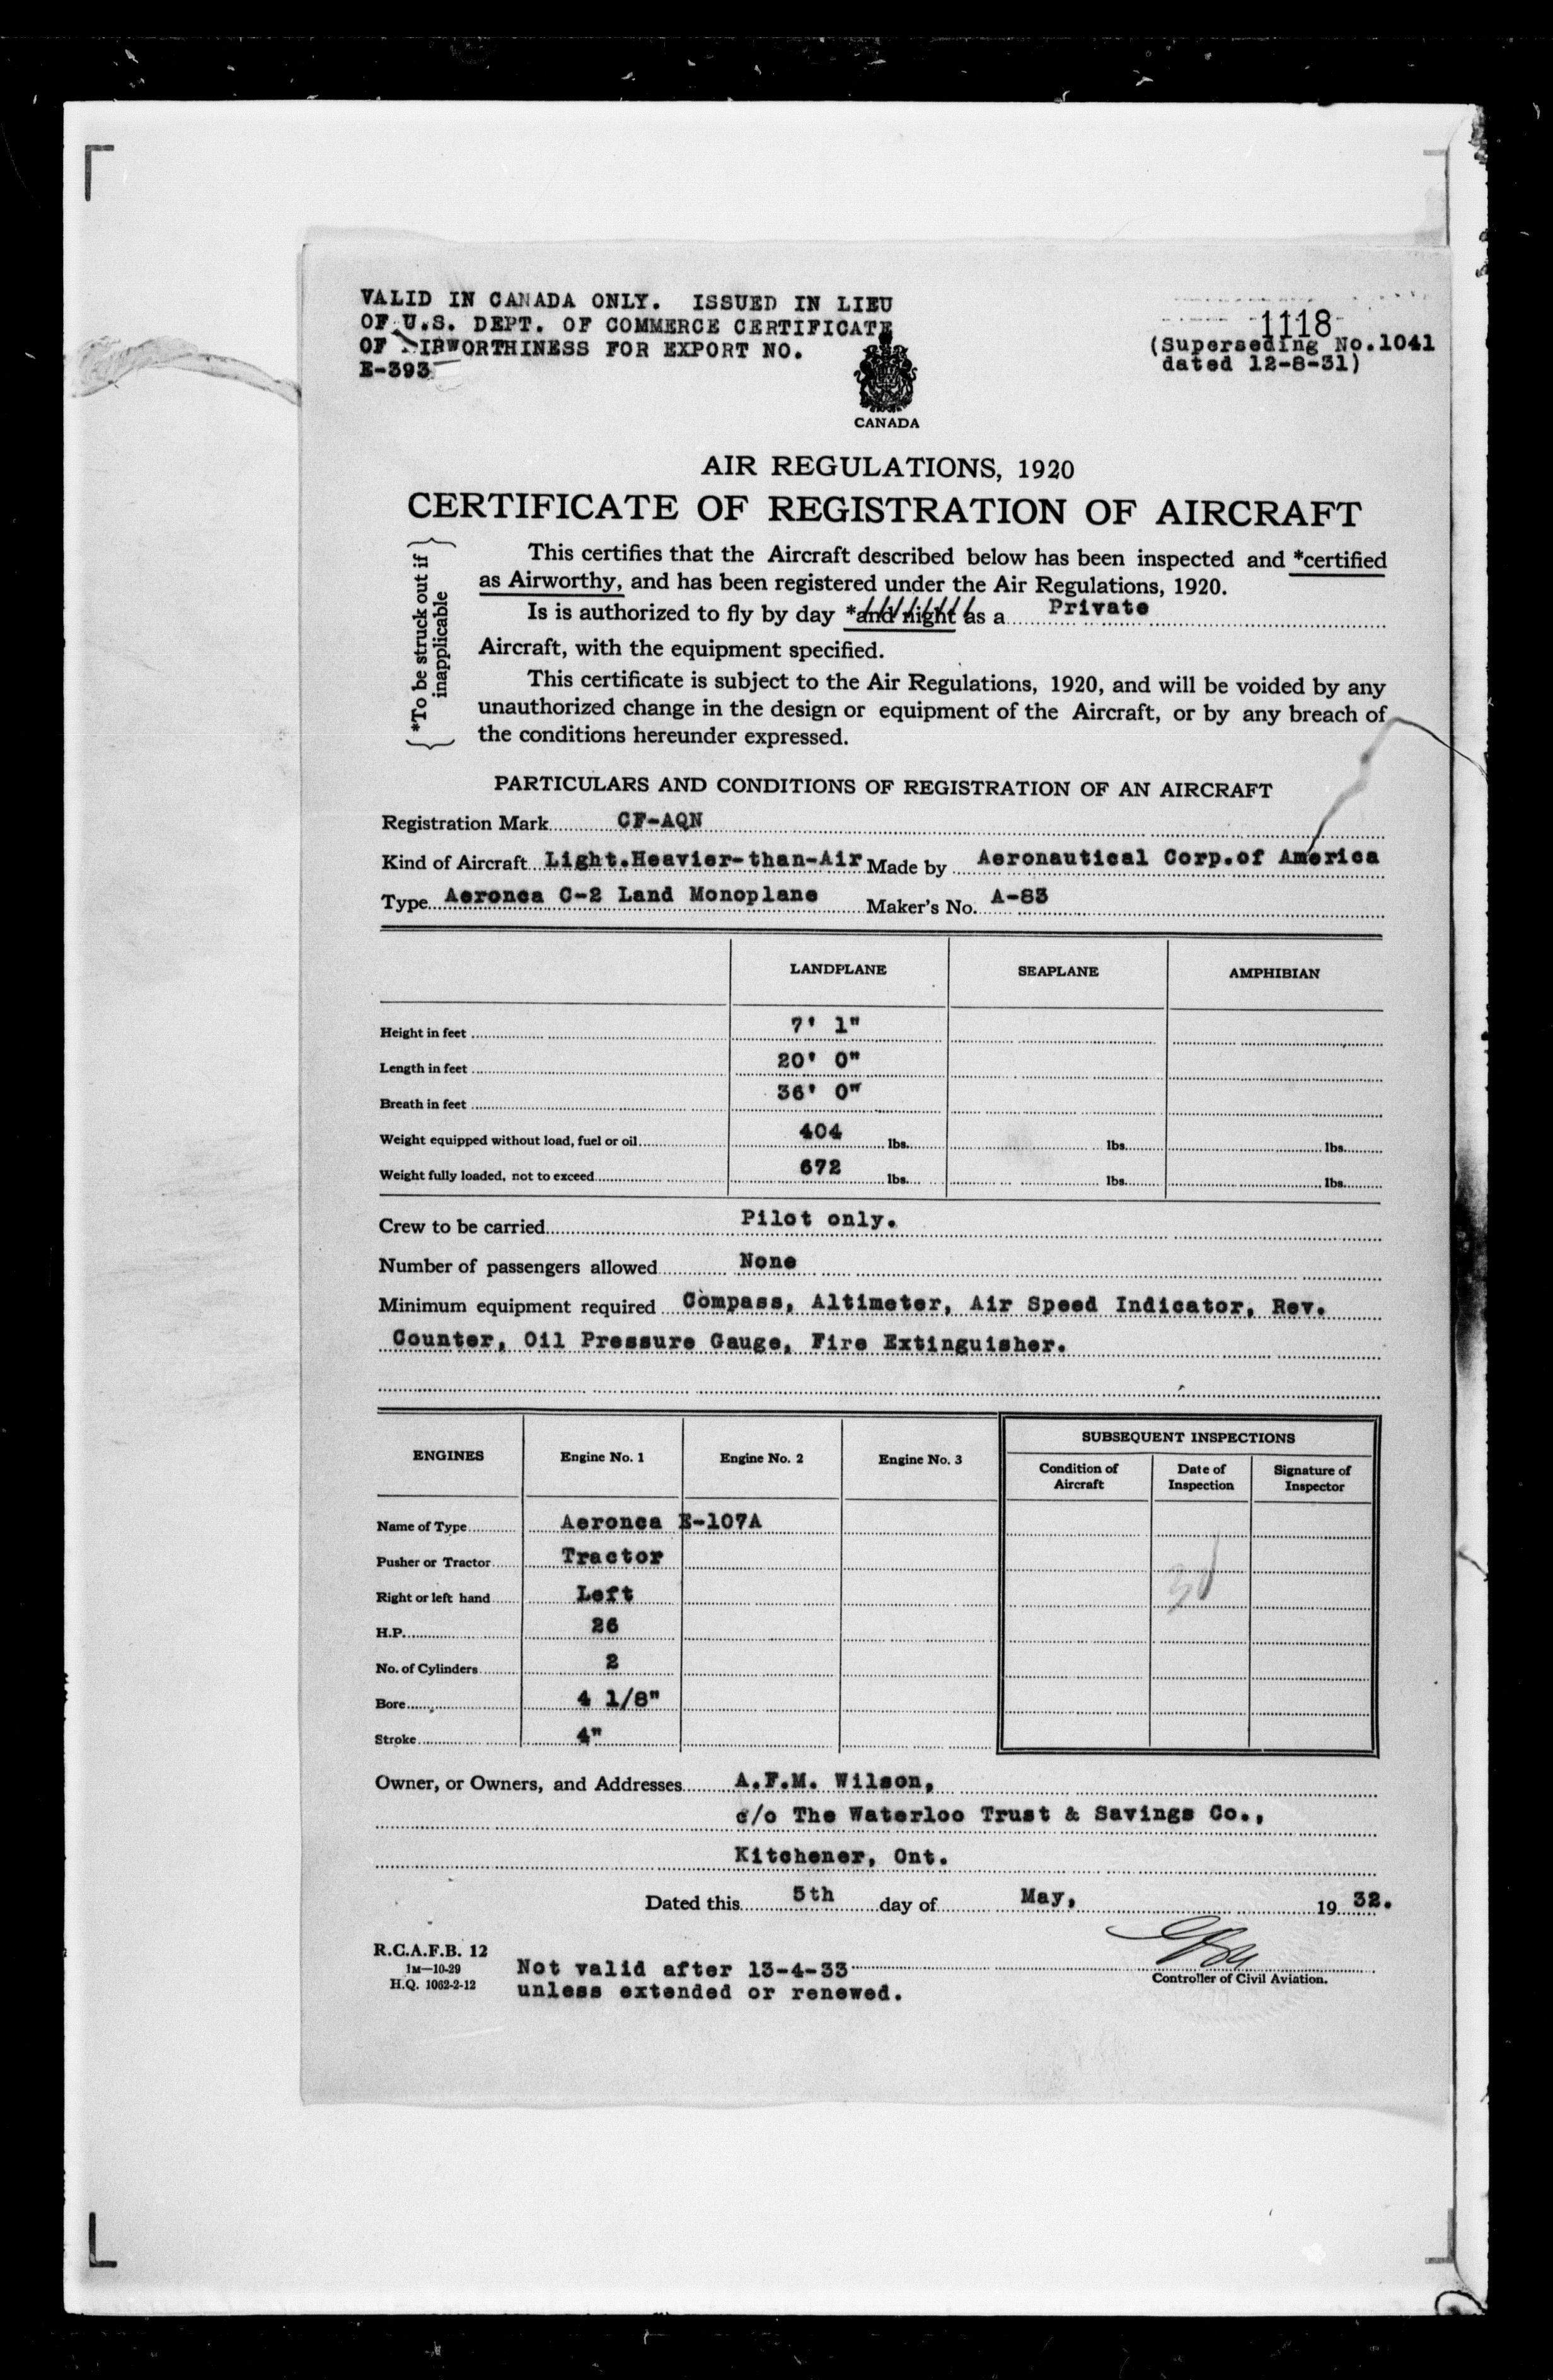 VALID IN CANADA ONLY. ISSUED IN LIEU
OF U.S. DEPT. OF COMMERCE CERTIFICATE
OF AIRWORTHINESS FOR EXPORT NO.
E-393
1118
(Superseding No.1041
dated 12-8-31)
CANADA
AIR REGULATIONS, 1920
CERTIFICATE OF REGISTRATION OF AIRCRAFT
{*To be struck out if inapplicable}
This certifies that the Aircraft described below has been inspected and *certified
as Airworthy, and has been registered under the Air Regulations, 1920.
Is is authorized to fly by day *and night as a Private
Aircraft, with the equipment specified.
This certificate is subject to the Air Regulations, 1920, and will be voided by any
unauthorized change in the design or equipment of the Aircraft, or by any breach of
the conditions hereunder expressed.
PARTICULARS AND CONDITIONS OF REGISTRATION OF AN AIRCRAFT
Registration Mark CF-AQN
Kind of Aircraft Light.Heavier-than-Air Made by Aeronautical Corp.of America
Type Aeronca C-2 Land Monoplane Maker's No. A-83
LANDPLANE SEAPLANE AMPHIBIAN
Height in feet 7' 1"
Length in feet 20' 0"
Breath in feet 36' 0"
Weight equipped without load, fuel or oil 404 lbs. lbs. lbs.
Weight fully loaded, not to exceed 672 lbs. lbs. lbs.
Crew to be carried Pilot only.
Number of passengers allowed None
Minimum equipment required Compass, Altimeter, Air Speed Indicator, Rev.
Counter, Oil Pressure Gauge, Fire Extinguisher.
ENGINES Engine No. 1 Engine No. 2 Engine No. 3 SUBSEQUENT INSPECTIONS
Condition of Aircraft Date of Inspection Signature of Inspector
Name of Type Aeronca E-107A
Pusher or Tractor Tractor
Right or left hand Left
H.P. 26
No. of Cylinders 2
Bore 4 1/8"
Stroke 4"
Owner, or Owners, and Addresses A.F.M. Wilson,
c/o The Waterloo Trust & Savings Co.,
Kitchener, Ont.
Dated this 5th day of May, 19 32.
R.C.A.F.B. 12
1M—10-29
H.Q. 1062-2-12
Not valid after 13-4-33
unless extended or renewed.
Controller of Civil Aviation.